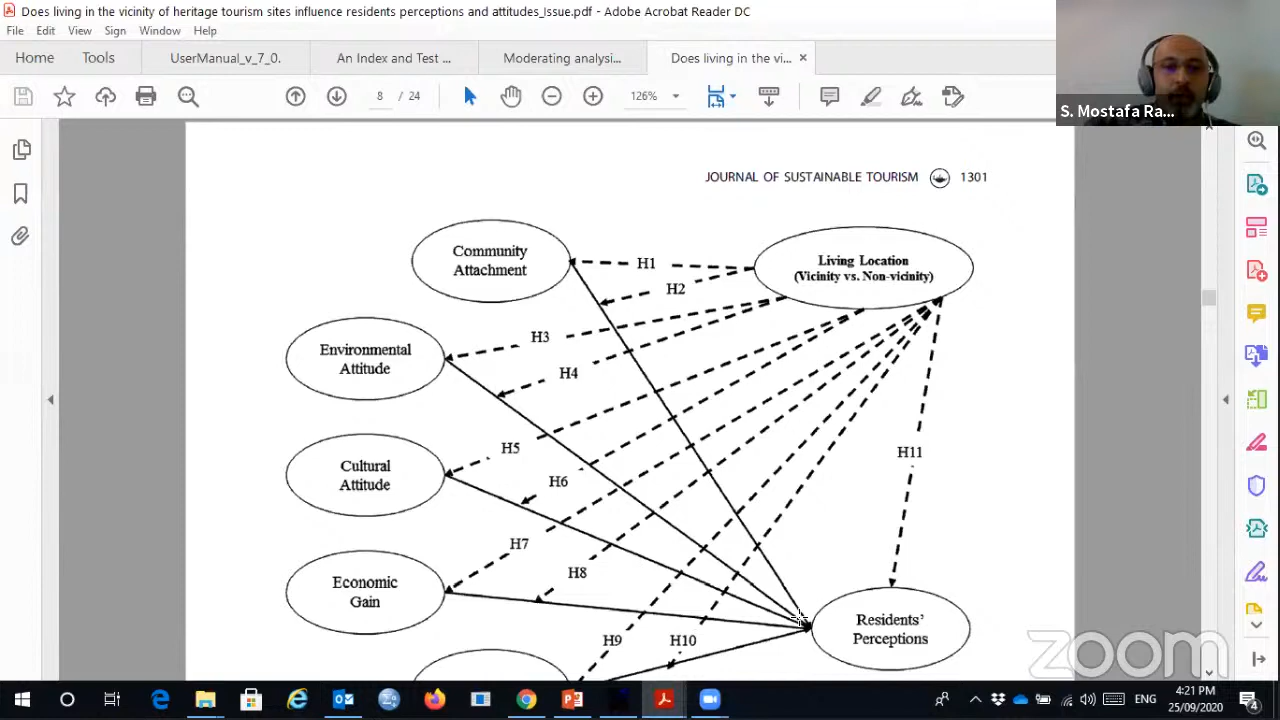 Does living in the vicinity of heritage tourism sites influence residents perceptions and attitudes_Issue.pdf - Adobe Acrobat Reader DC
File Edit View Sign Window Help
Home Tools UserManual_v_7_0. An Index and Test ... Moderating analysi... Does living in the vi... ×
8 / 24 126%
S. Mostafa Ra...
JOURNAL OF SUSTAINABLE TOURISM 1301
Community
Attachment
Living Location
(Vicinity vs. Non-vicinity)
H1
H2
H3
Environmental
Attitude
H4
H5
H11
Cultural
Attitude
H6
H7
H8
Economic
Gain
H9
H10
Residents'
Perceptions
zoom
ENG
4:21 PM
25/09/2020
4